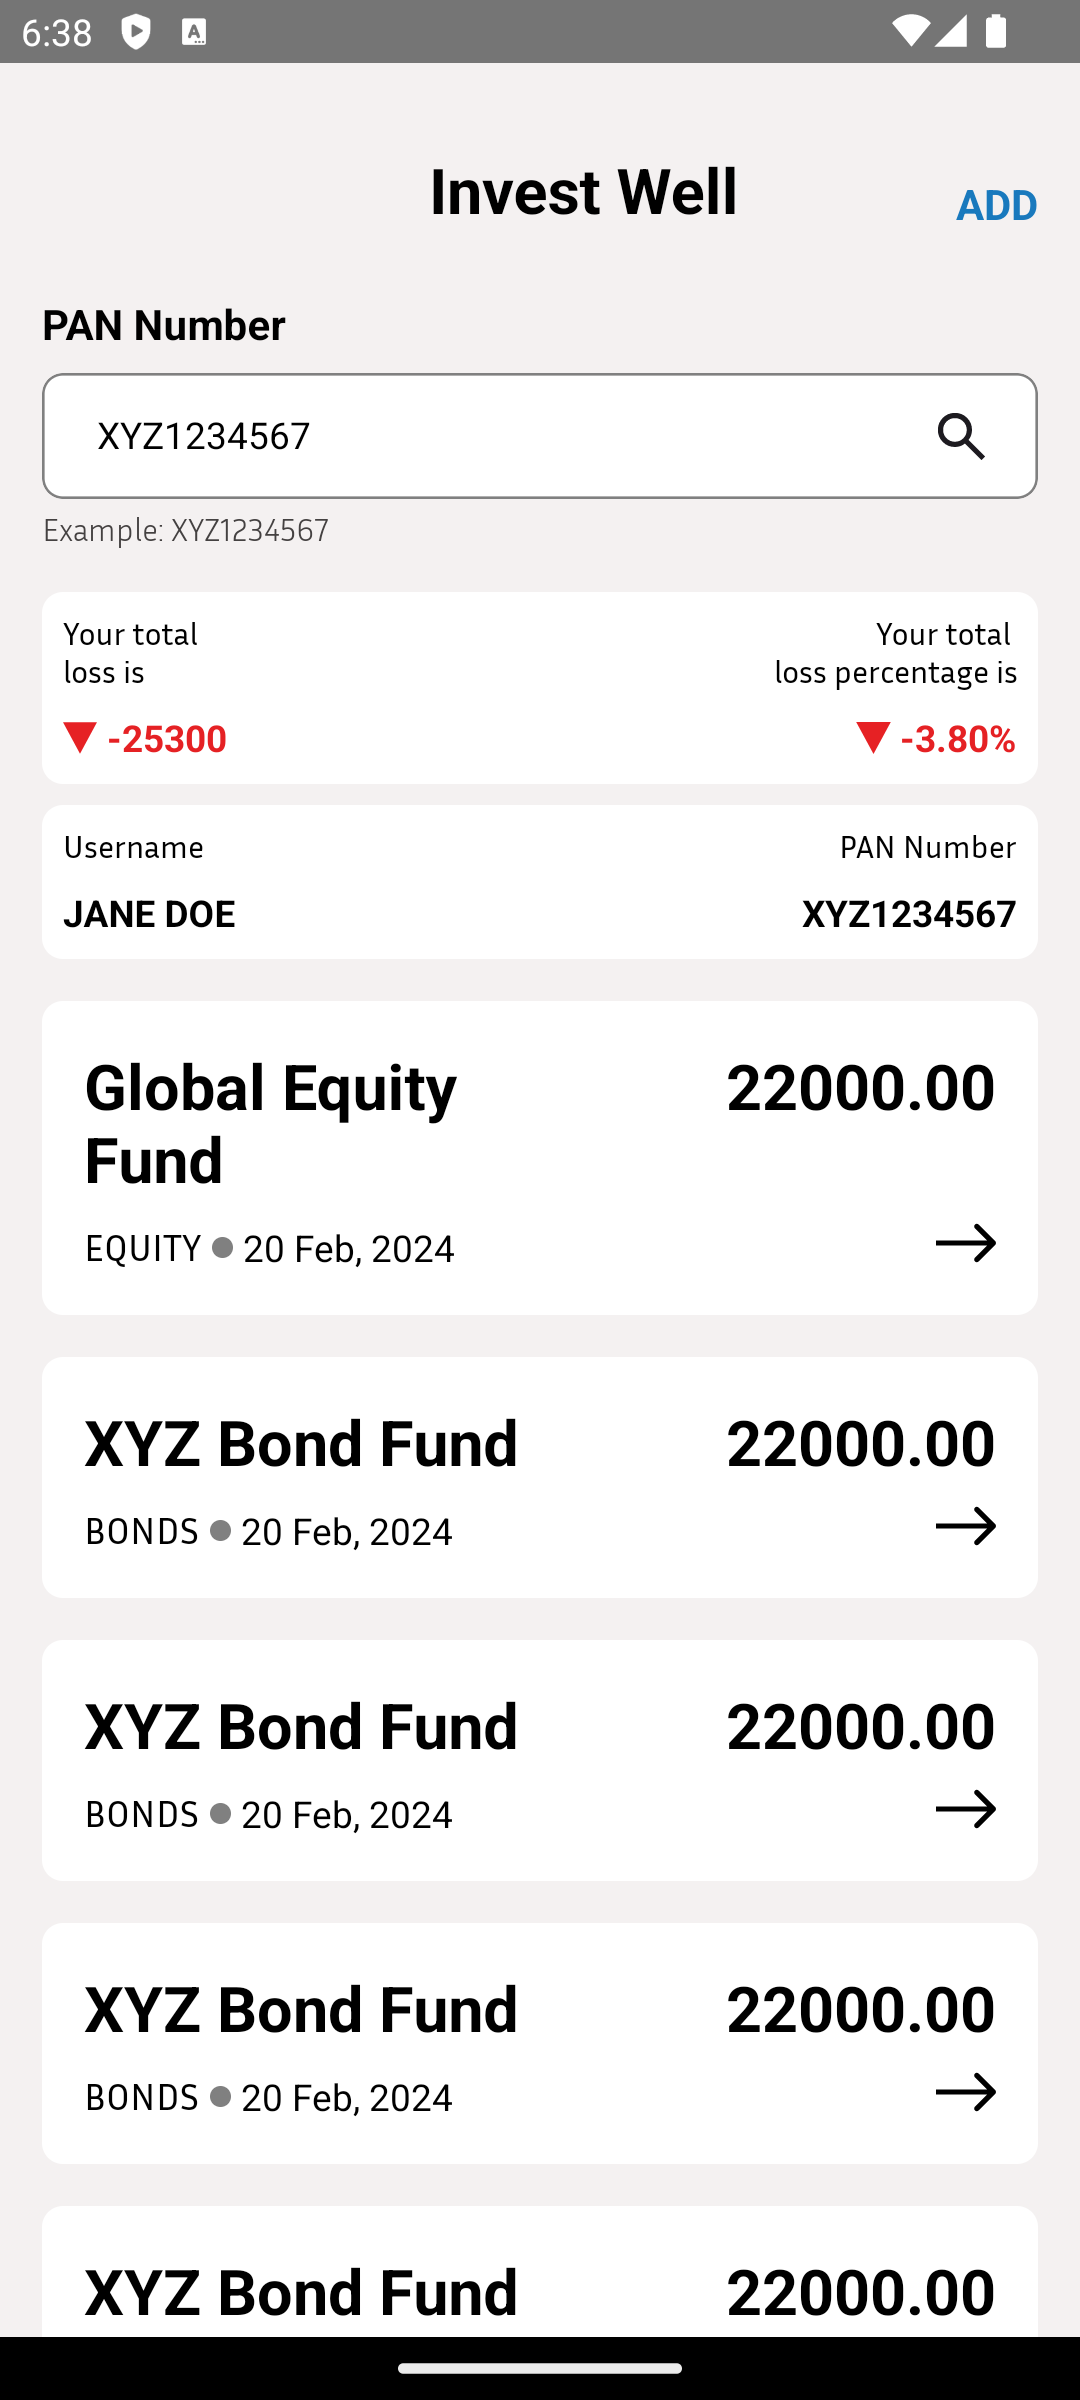 6:38
Invest Well
ADD
PAN Number
XYZ1234567
Example: XYZ1234567
Your total
loss is
-25300
Your total
loss percentage is
-3.80%
Username
JANE DOE
PAN Number
XYZ1234567
Global Equity
Fund
22000.00
EQUITY ● 20 Feb, 2024
XYZ Bond Fund
22000.00
BONDS ● 20 Feb, 2024
XYZ Bond Fund
22000.00
BONDS ● 20 Feb, 2024
XYZ Bond Fund
22000.00
BONDS ● 20 Feb, 2024
XYZ Bond Fund
22000.00